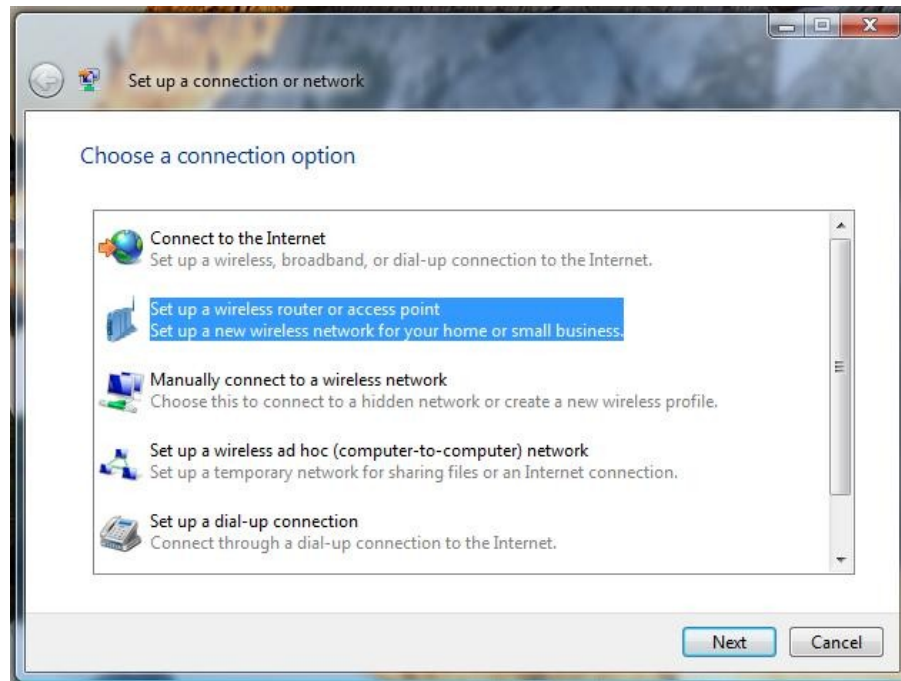 Set up a connection or network
Choose a connection option
Connect to the Internet
Set up a wireless, broadband, or dial-up connection to the Internet.
Set up a wireless router or access point
Set up a new wireless network for your home or small business.
Manually connect to a wireless network
Choose this to connect to a hidden network or create a new wireless profile.
Set up a wireless ad hoc (computer-to-computer) network
Set up a temporary network for sharing files or an Internet connection.
Set up a dial-up connection
Connect through a dial-up connection to the Internet.
Next Cancel